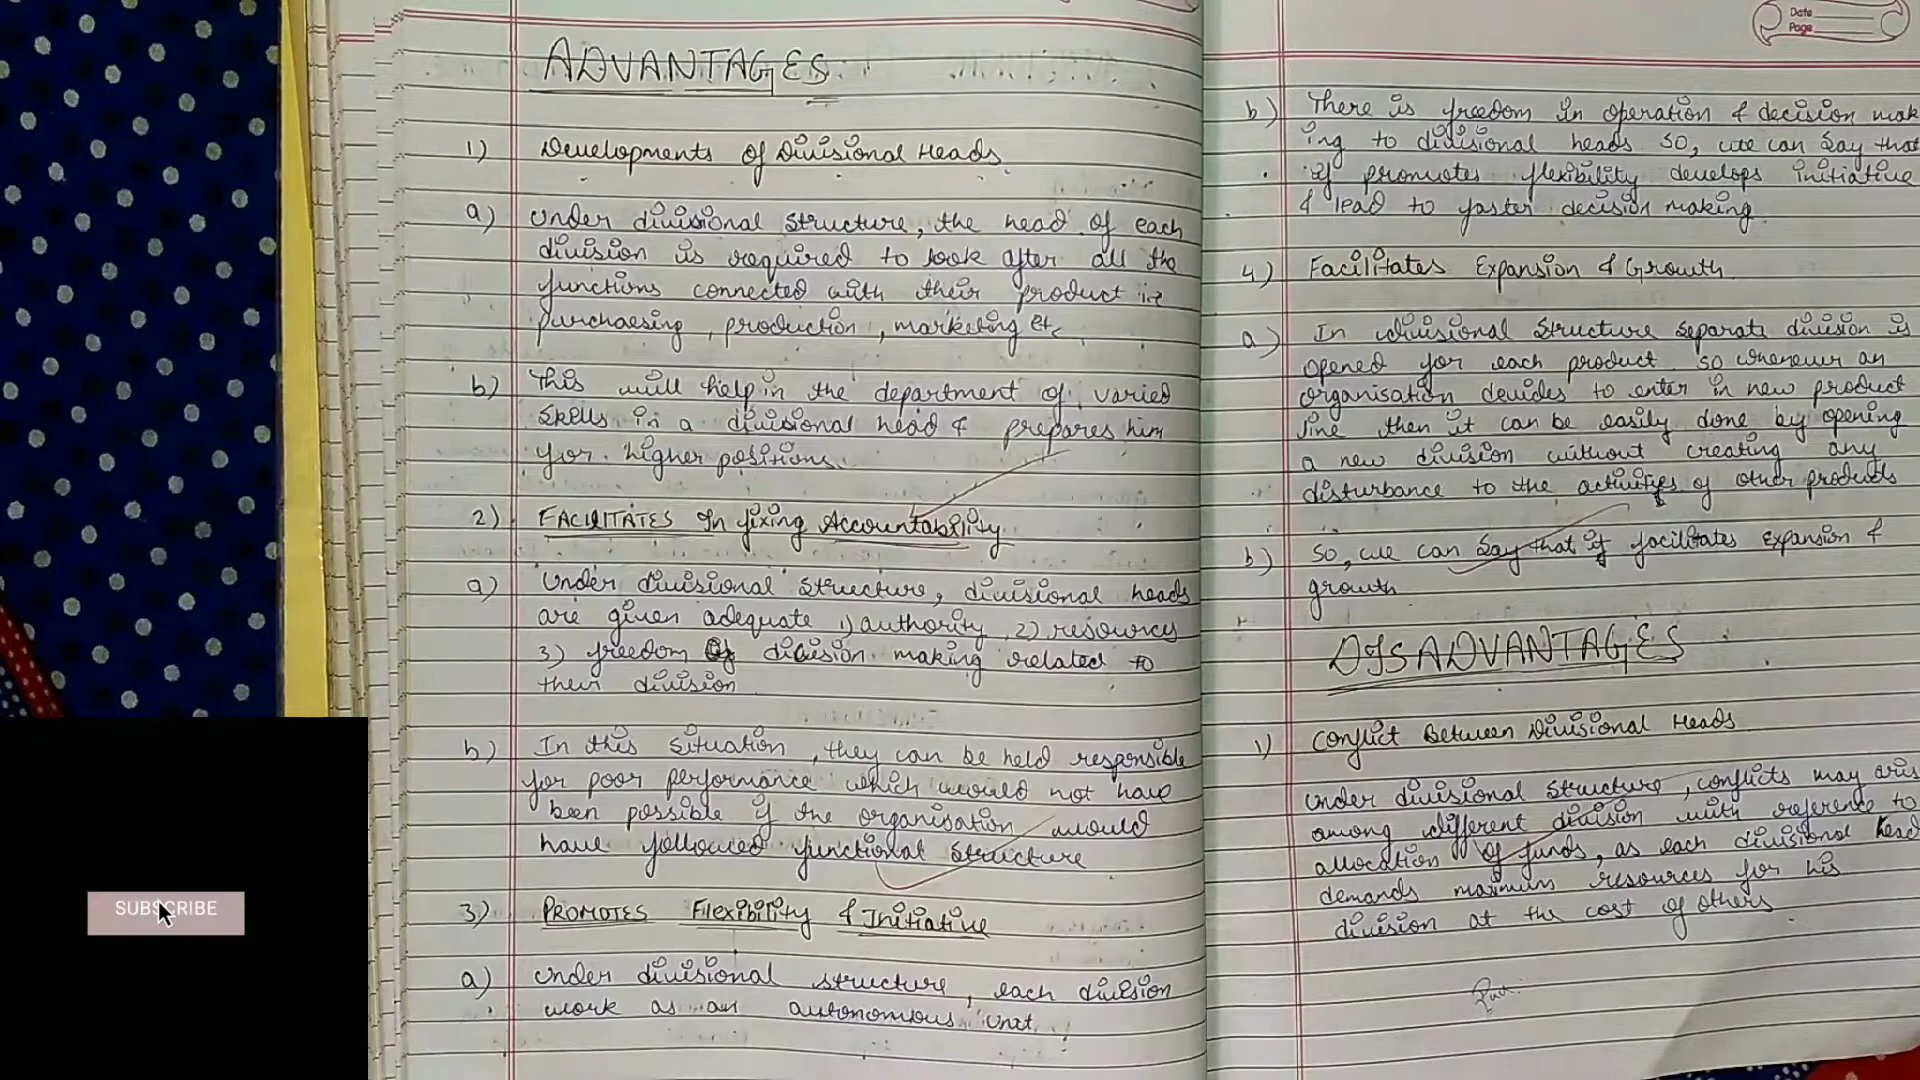 ADVANTAGES
1) Developments of Divisional Heads
a) Under divisional structure, the head of each
division is required to look after all the
functions connected with their product i.e
purchaesing, production, marketing etc
b) This will help in the department of varied
skells in a divisional head & prepares him
for higher positions.
2) FACILITATES In fixing Accountability
a) Under divisional structure, divisional heads
are given adequate 1) authority, 2) resources
3) freedom of dicision making related to
their division
b) In this situation, they can be held responsible
for poor performance which would not have
been possible if the organisation would
have followed functional structure
3) PROMOTES Flexibility & Initiative
a) Under divisional structure, each division
work as an autonomous unit.
Date
Page
b) There is freedom in operation & decision mak
ing to divisional heads so, we can say that
it promotes flexibility develops initiative
& lead to faster decision making
4) Facilitates Expansion & Growth
a) In divisional structure separate division is
opened for each product so whenever an
organisation decides to enter in new product
line then it can be easily done by opening
a new division without creating any
disturbance to the activities of other products
b) So, we can say that it facilitates expansion &
growth
DISADVANTAGES
1) Conflict Between Divisional Heads
Under divisional structure, conflicts may aris
among different division with reference to
allocation of funds, as each divisional head
demands maximum resources for his
division at the cost of others
SUBSCRIBE